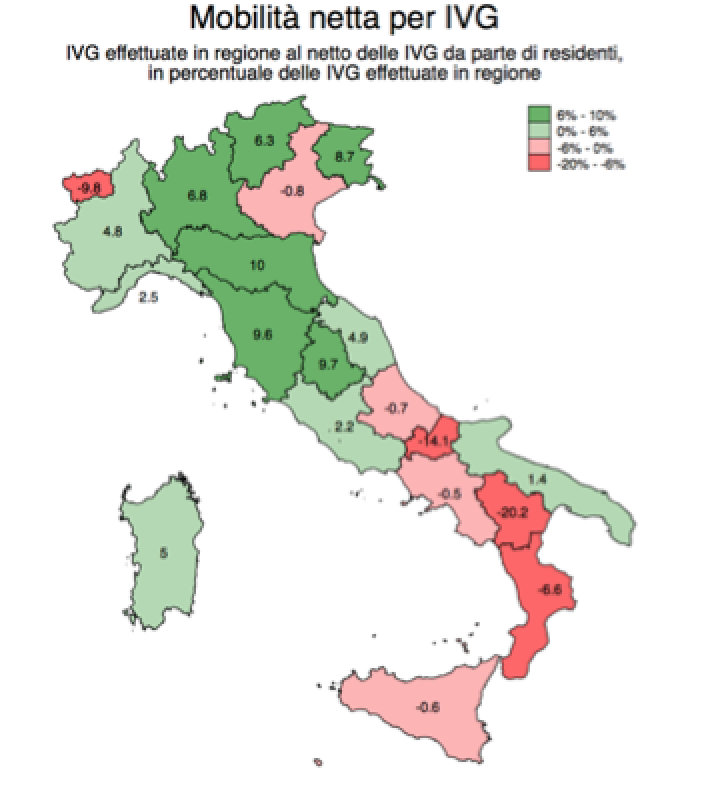 Mobilità netta per IVG
IVG effettuate in regione al netto delle IVG da parte di residenti,
in percentuale delle IVG effettuate in regione
6% - 10%
0% - 6%
-6% - 0%
-20% - -6%
6.3
8.7
-9.8
6.8
-0.8
4.8
10
2.5
9.6
4.9
9.7
-0.7
2.2
-14.1
1.4
-0.5
-20.2
5
-6.6
-0.6